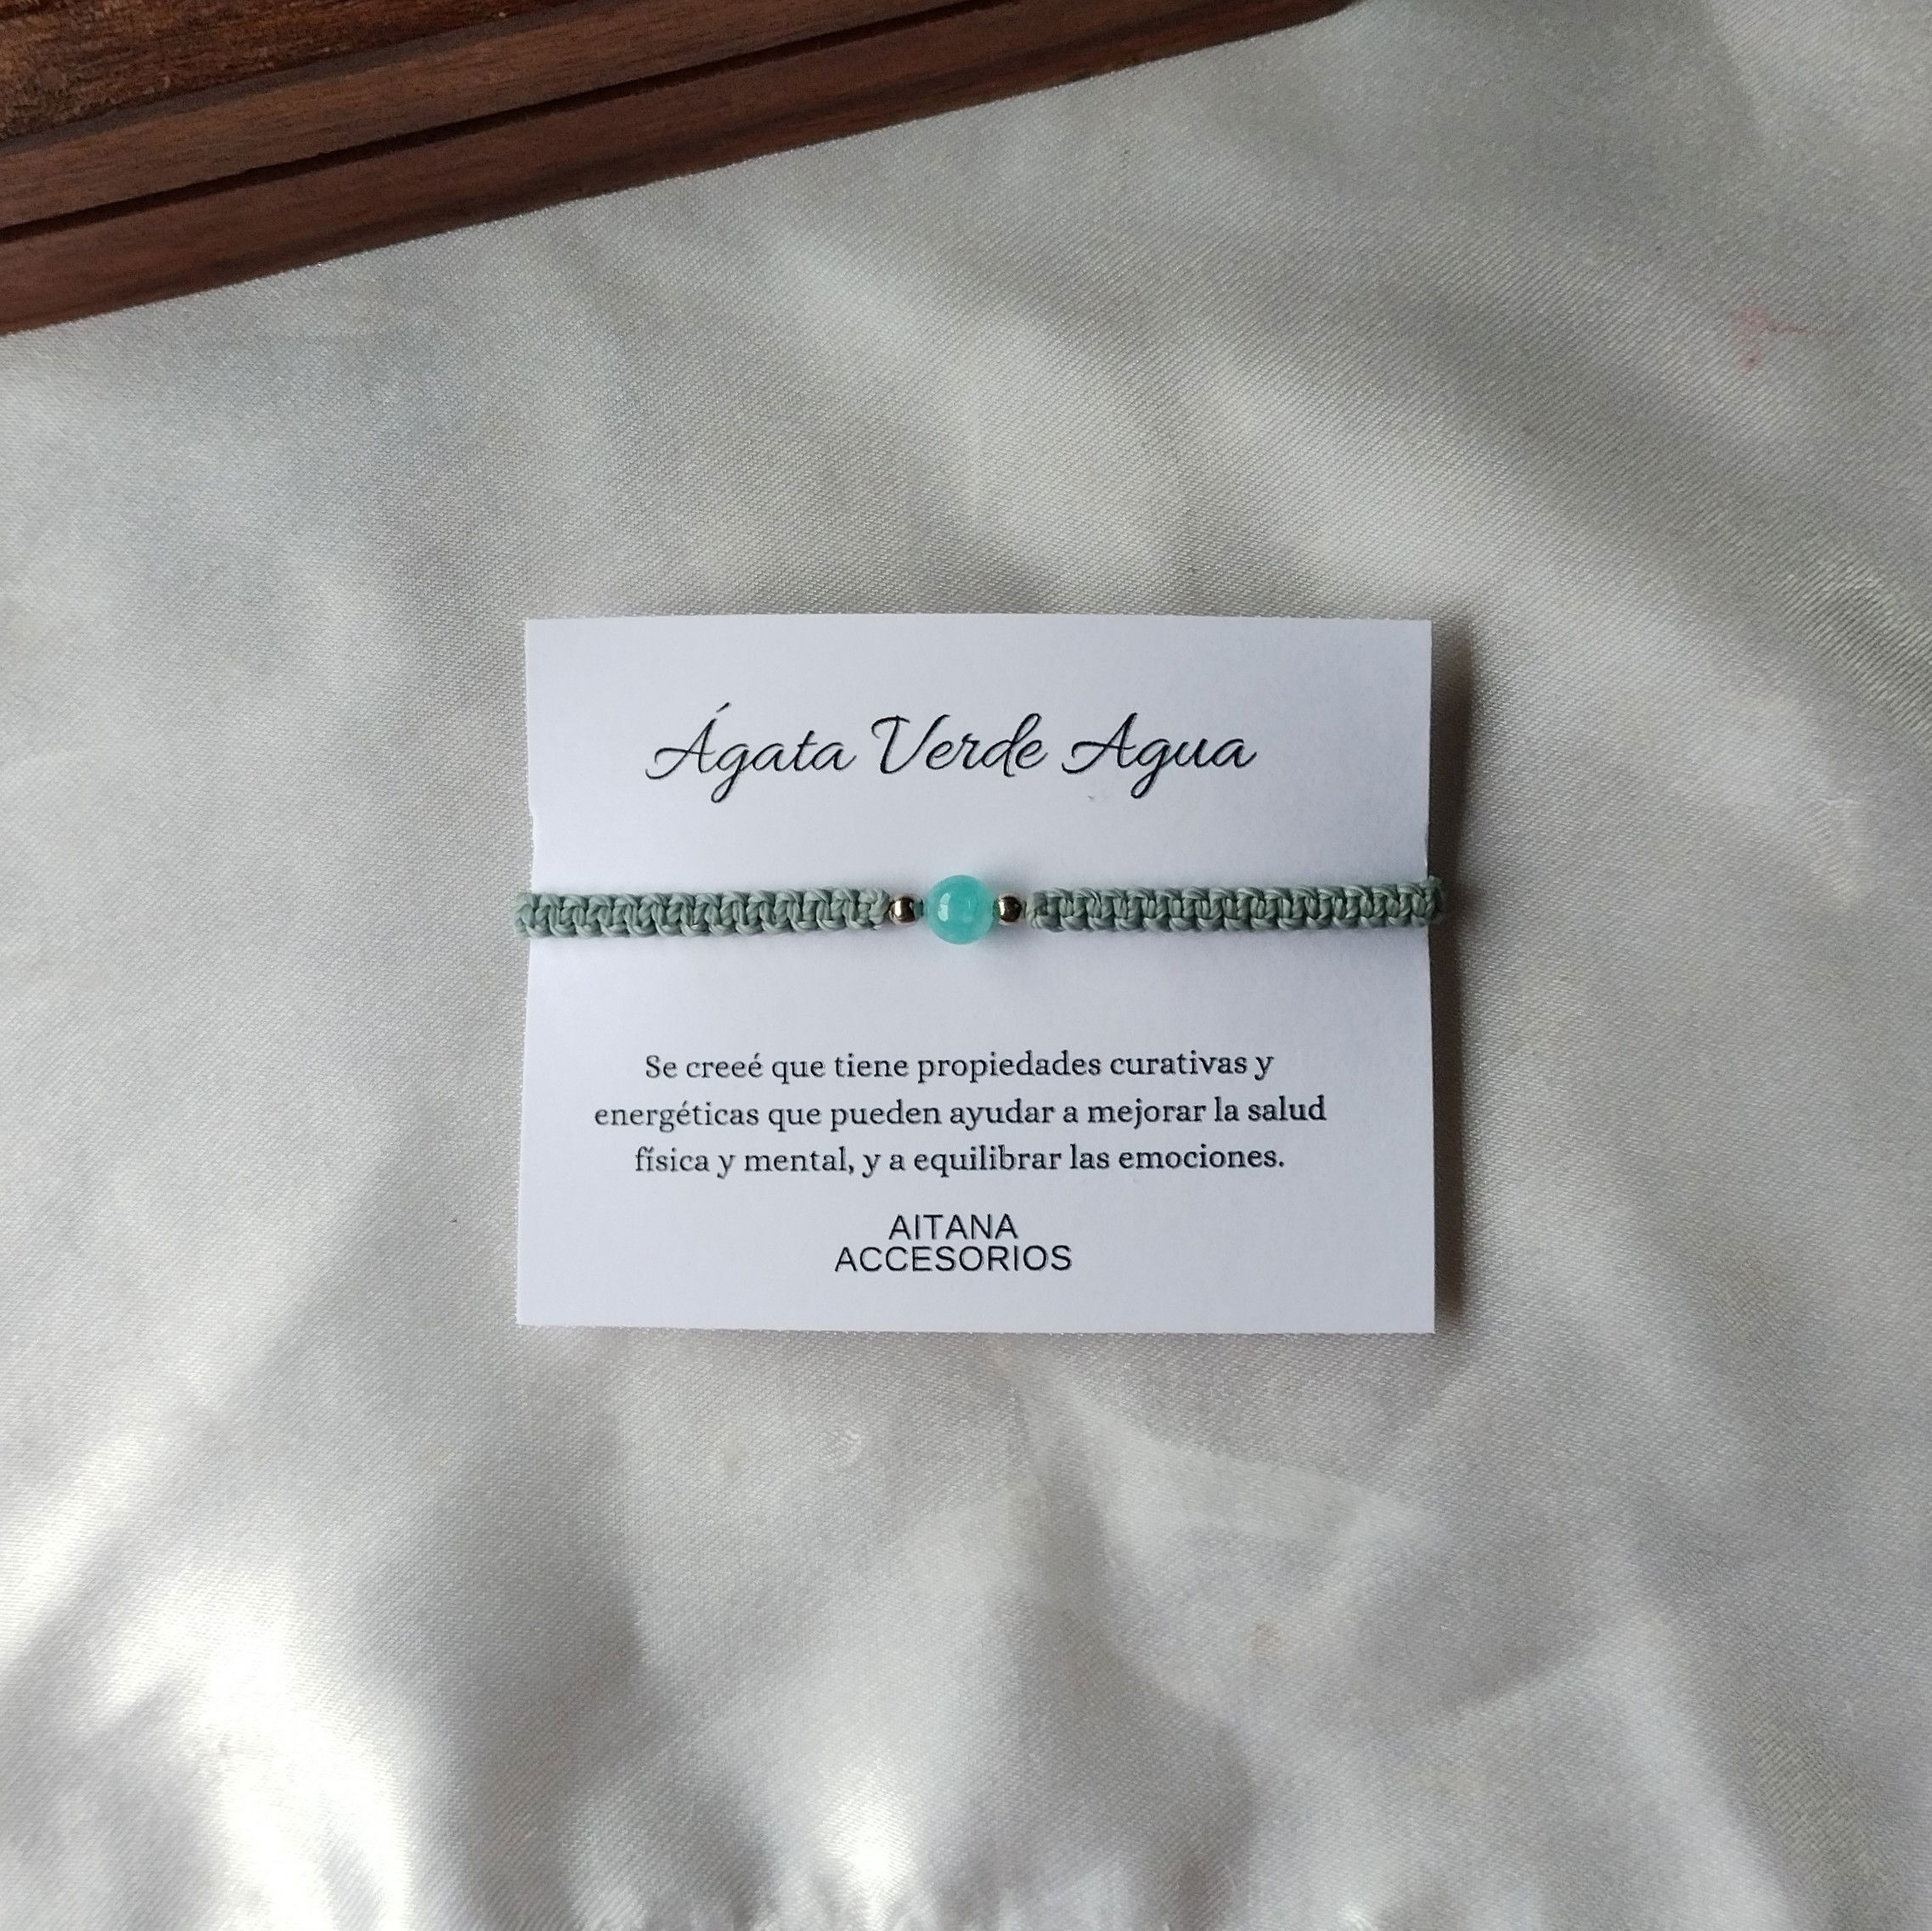 Ágata Verde Agua
Se creeé que tiene propiedades curativas y
energéticas que pueden ayudar a mejorar la salud
física y mental, y a equilibrar las emociones.
AITANA
ACCESORIOS